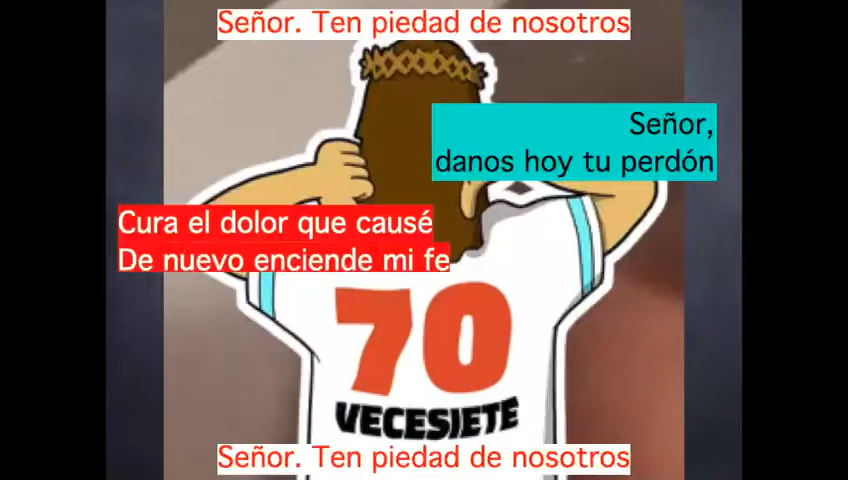 Señor. Ten piedad de nosotros
Señor,
danos hoy tu perdón
Cura el dolor que causé
De nuevo enciende mi fe
70
VECESIETE
Señor. Ten piedad de nosotros